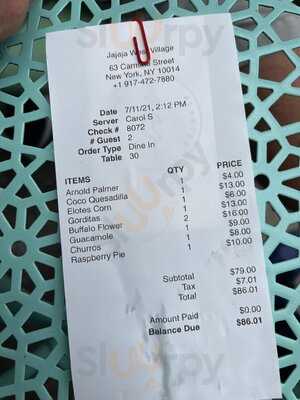 Jajaja West Village
63 Carmine Street
New York, NY 10014
+1 917-472-7880
Date 7/11/21, 2:12 PM
Server Carol S
Check # 8072
# Guest 2
Order Type Dine In
Table 30
ITEMS QTY PRICE
Arnold Palmer 1 $4.00
Coco Quesadilla 1 $13.00
Elotes Corn 1 $6.00
Gorditas 1 $13.00
Buffalo Flower 2 $16.00
Guacamole 1 $9.00
Churros 1 $8.00
Raspberry Pie 1 $10.00
Subtotal $79.00
Tax $7.01
Total $86.01
Amount Paid $0.00
Balance Due $86.01